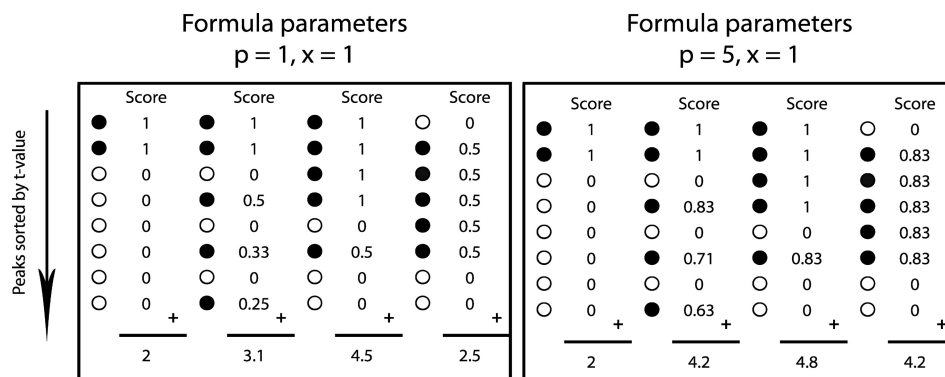 Formula parameters
p = 1, x = 1
Formula parameters
p = 5, x = 1
Peaks sorted by t-value
Score Score Score Score
1 1 1 0
1 1 1 0.5
0 0 1 0.5
0 0.5 1 0.5
0 0 0 0.5
0 0.33 0.5 0.5
0 0 0 0
0 0.25 0 0
+ + + +
2 3.1 4.5 2.5
Score Score Score Score
1 1 1 0
1 1 1 0.83
0 0 1 0.83
0 0.83 1 0.83
0 0 0 0.83
0 0.71 0.83 0.83
0 0 0 0
0 0.63 0 0
+ + + +
2 4.2 4.8 4.2